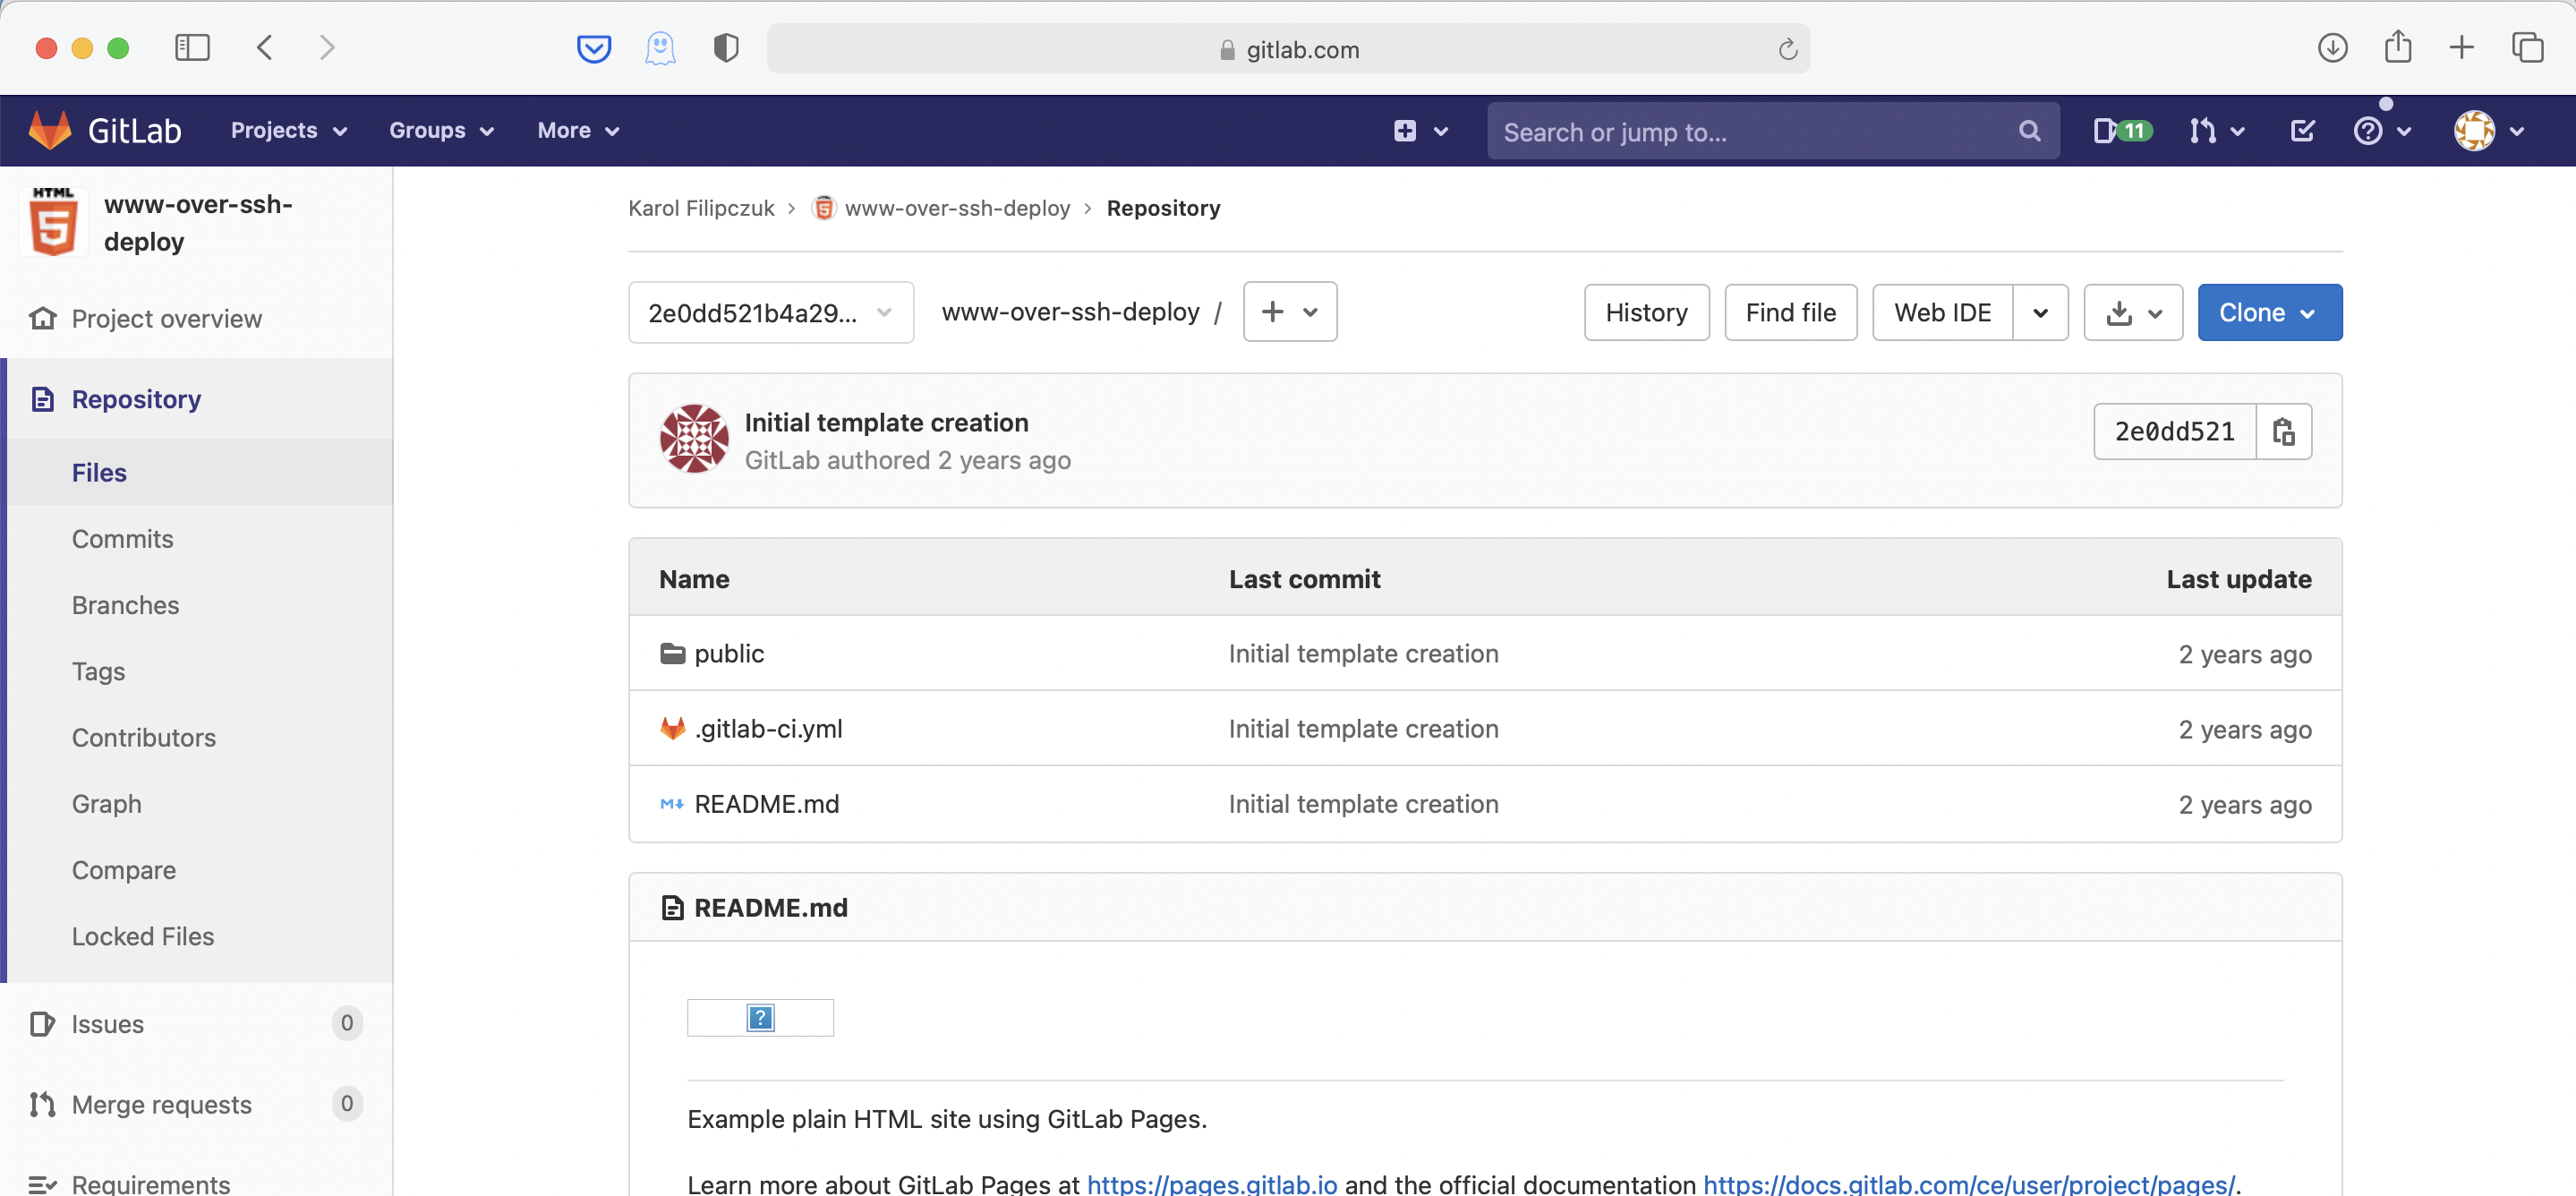 gitlab.com
GitLab Projects Groups More Search or jump to... 11
HTML
5
www-over-ssh-
deploy
Project overview
Repository
Files
Commits
Branches
Tags
Contributors
Graph
Compare
Locked Files
Issues 0
Merge requests 0
Requirements
Karol Filipczuk › www-over-ssh-deploy › Repository
2e0dd521b4a29... www-over-ssh-deploy / History Find file Web IDE Clone
Initial template creation
GitLab authored 2 years ago
2e0dd521
Name Last commit Last update
public Initial template creation 2 years ago
.gitlab-ci.yml Initial template creation 2 years ago
README.md Initial template creation 2 years ago
README.md
?
Example plain HTML site using GitLab Pages.
Learn more about GitLab Pages at https://pages.gitlab.io and the official documentation https://docs.gitlab.com/ce/user/project/pages/.